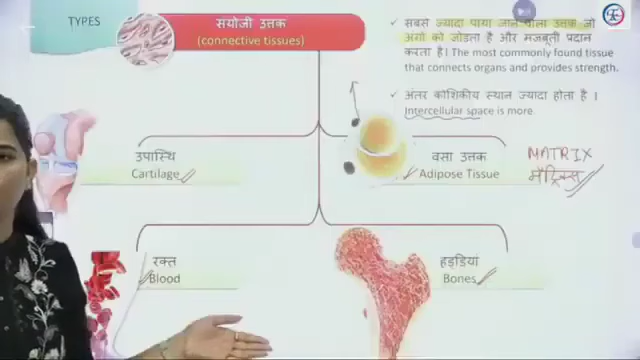 TYPES
संयोजी उत्तक
(connective tissues)
सबसे ज्यादा पाया जाने वाला उत्तक जो
अंगो को जोड़ता है और मजबूती प्रदान
करता है। The most commonly found tissue
that connects organs and provides strength.
अंतर कोशिकीय स्थान ज्यादा होता है ।
Intercellular space is more.
उपास्थि
Cartilage
वसा उत्तक
Adipose Tissue
MATRIX
मैट्रिक्स
रक्त
Blood
हड्डियां
Bones